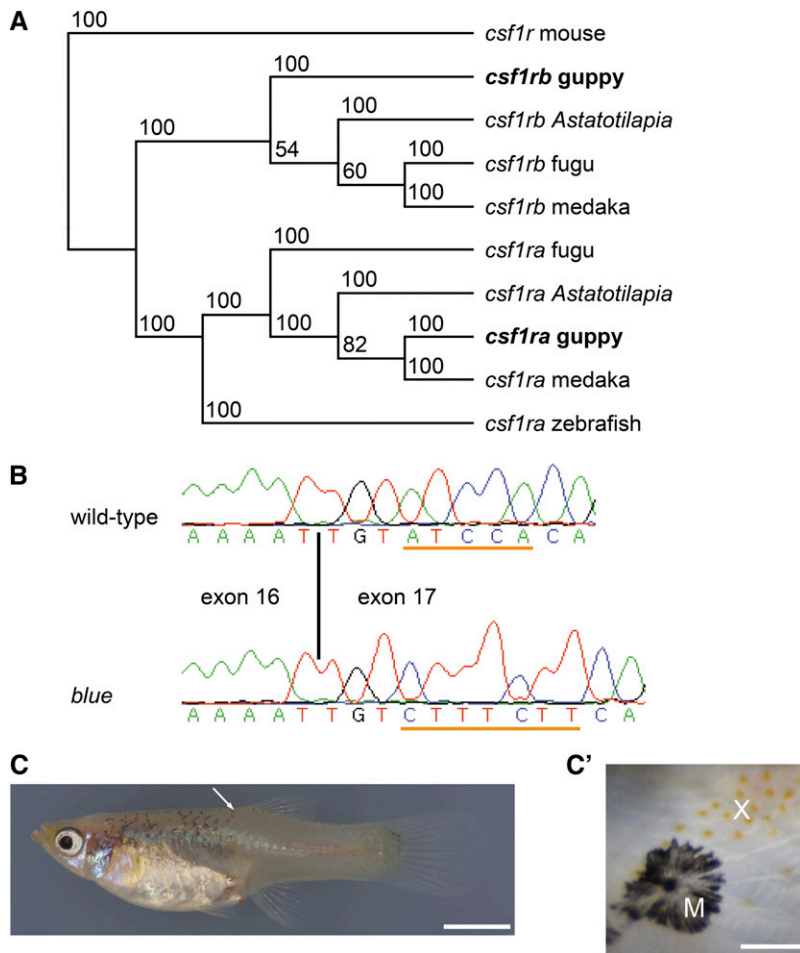 A
100
csf1r mouse
100
csf1rb guppy
100
100
csf1rb Astatotilapia
54
100
csf1rb fugu
60
100
csf1rb medaka
100
csf1ra fugu
100
100
csf1ra Astatotilapia
100
100
100
csf1ra guppy
82
100
csf1ra medaka
100
csf1ra zebrafish
B
wild-type
A A A A T T G T A T C C A C A
exon 16 exon 17
blue
A A A A T T G T C T T T C T T C A
C
C'
X
M